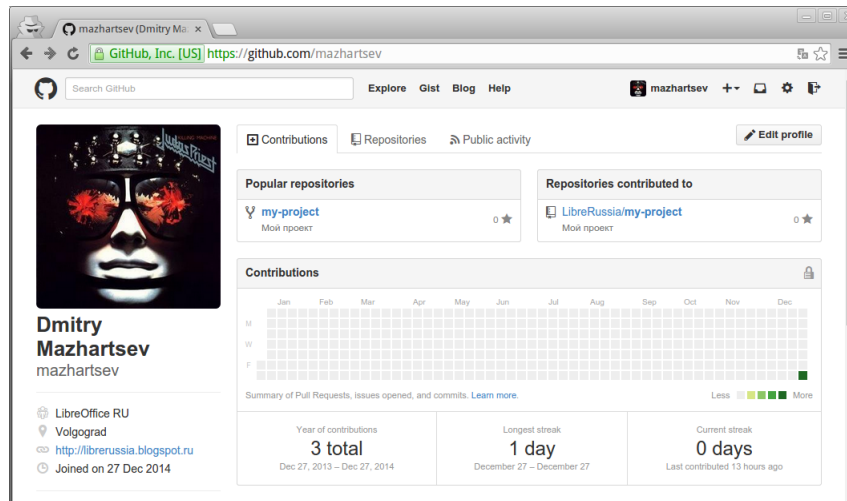 mazhartsev (Dmitry Ma
GitHub, Inc. [US] https://github.com/mazhartsev
Search GitHub
Explore Gist Blog Help
mazhartsev
Judas Priest
KILLING MACHINE
Contributions Repositories Public activity
Edit profile
Popular repositories
my-project
Мой проект
0
Repositories contributed to
LibreRussia/my-project
Мой проект
0
Contributions
Jan Feb Mar Apr May Jun Jul Aug Sep Oct Nov Dec
M
W
F
Summary of Pull Requests, issues opened, and commits. Learn more.
Less More
Year of contributions
3 total
Dec 27, 2013 – Dec 27, 2014
Longest streak
1 day
December 27 – December 27
Current streak
0 days
Last contributed 13 hours ago
Dmitry
Mazhartsev
mazhartsev
LibreOffice RU
Volgograd
http://librerussia.blogspot.ru
Joined on 27 Dec 2014